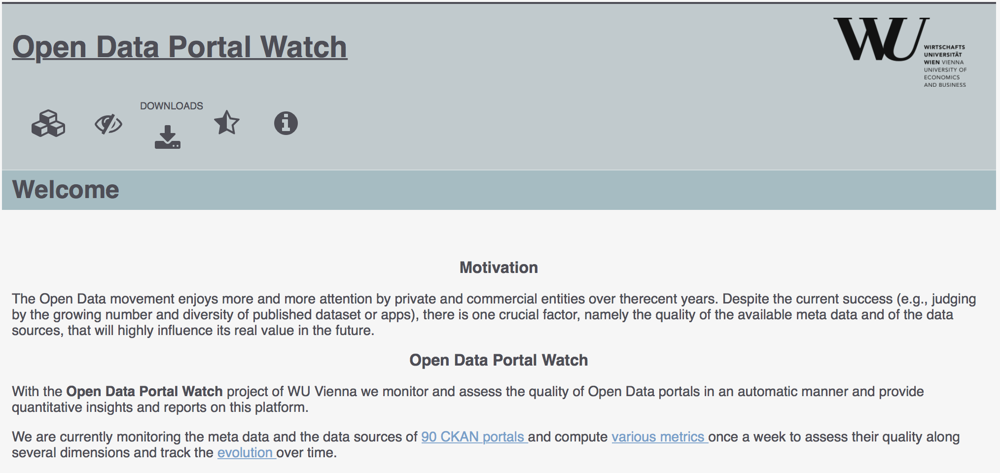 Open Data Portal Watch
WU
WIRTSCHAFTS
UNIVERSITÄT
WIEN VIENNA
UNIVERSITY OF
ECONOMICS
AND BUSINESS
DOWNLOADS
Welcome
Motivation
The Open Data movement enjoys more and more attention by private and commercial entities over therecent years. Despite the current success (e.g., judging
by the growing number and diversity of published dataset or apps), there is one crucial factor, namely the quality of the available meta data and of the data
sources, that will highly influence its real value in the future.
Open Data Portal Watch
With the Open Data Portal Watch project of WU Vienna we monitor and assess the quality of Open Data portals in an automatic manner and provide
quantitative insights and reports on this platform.
We are currently monitoring the meta data and the data sources of 90 CKAN portals and compute various metrics once a week to assess their quality along
several dimensions and track the evolution over time.